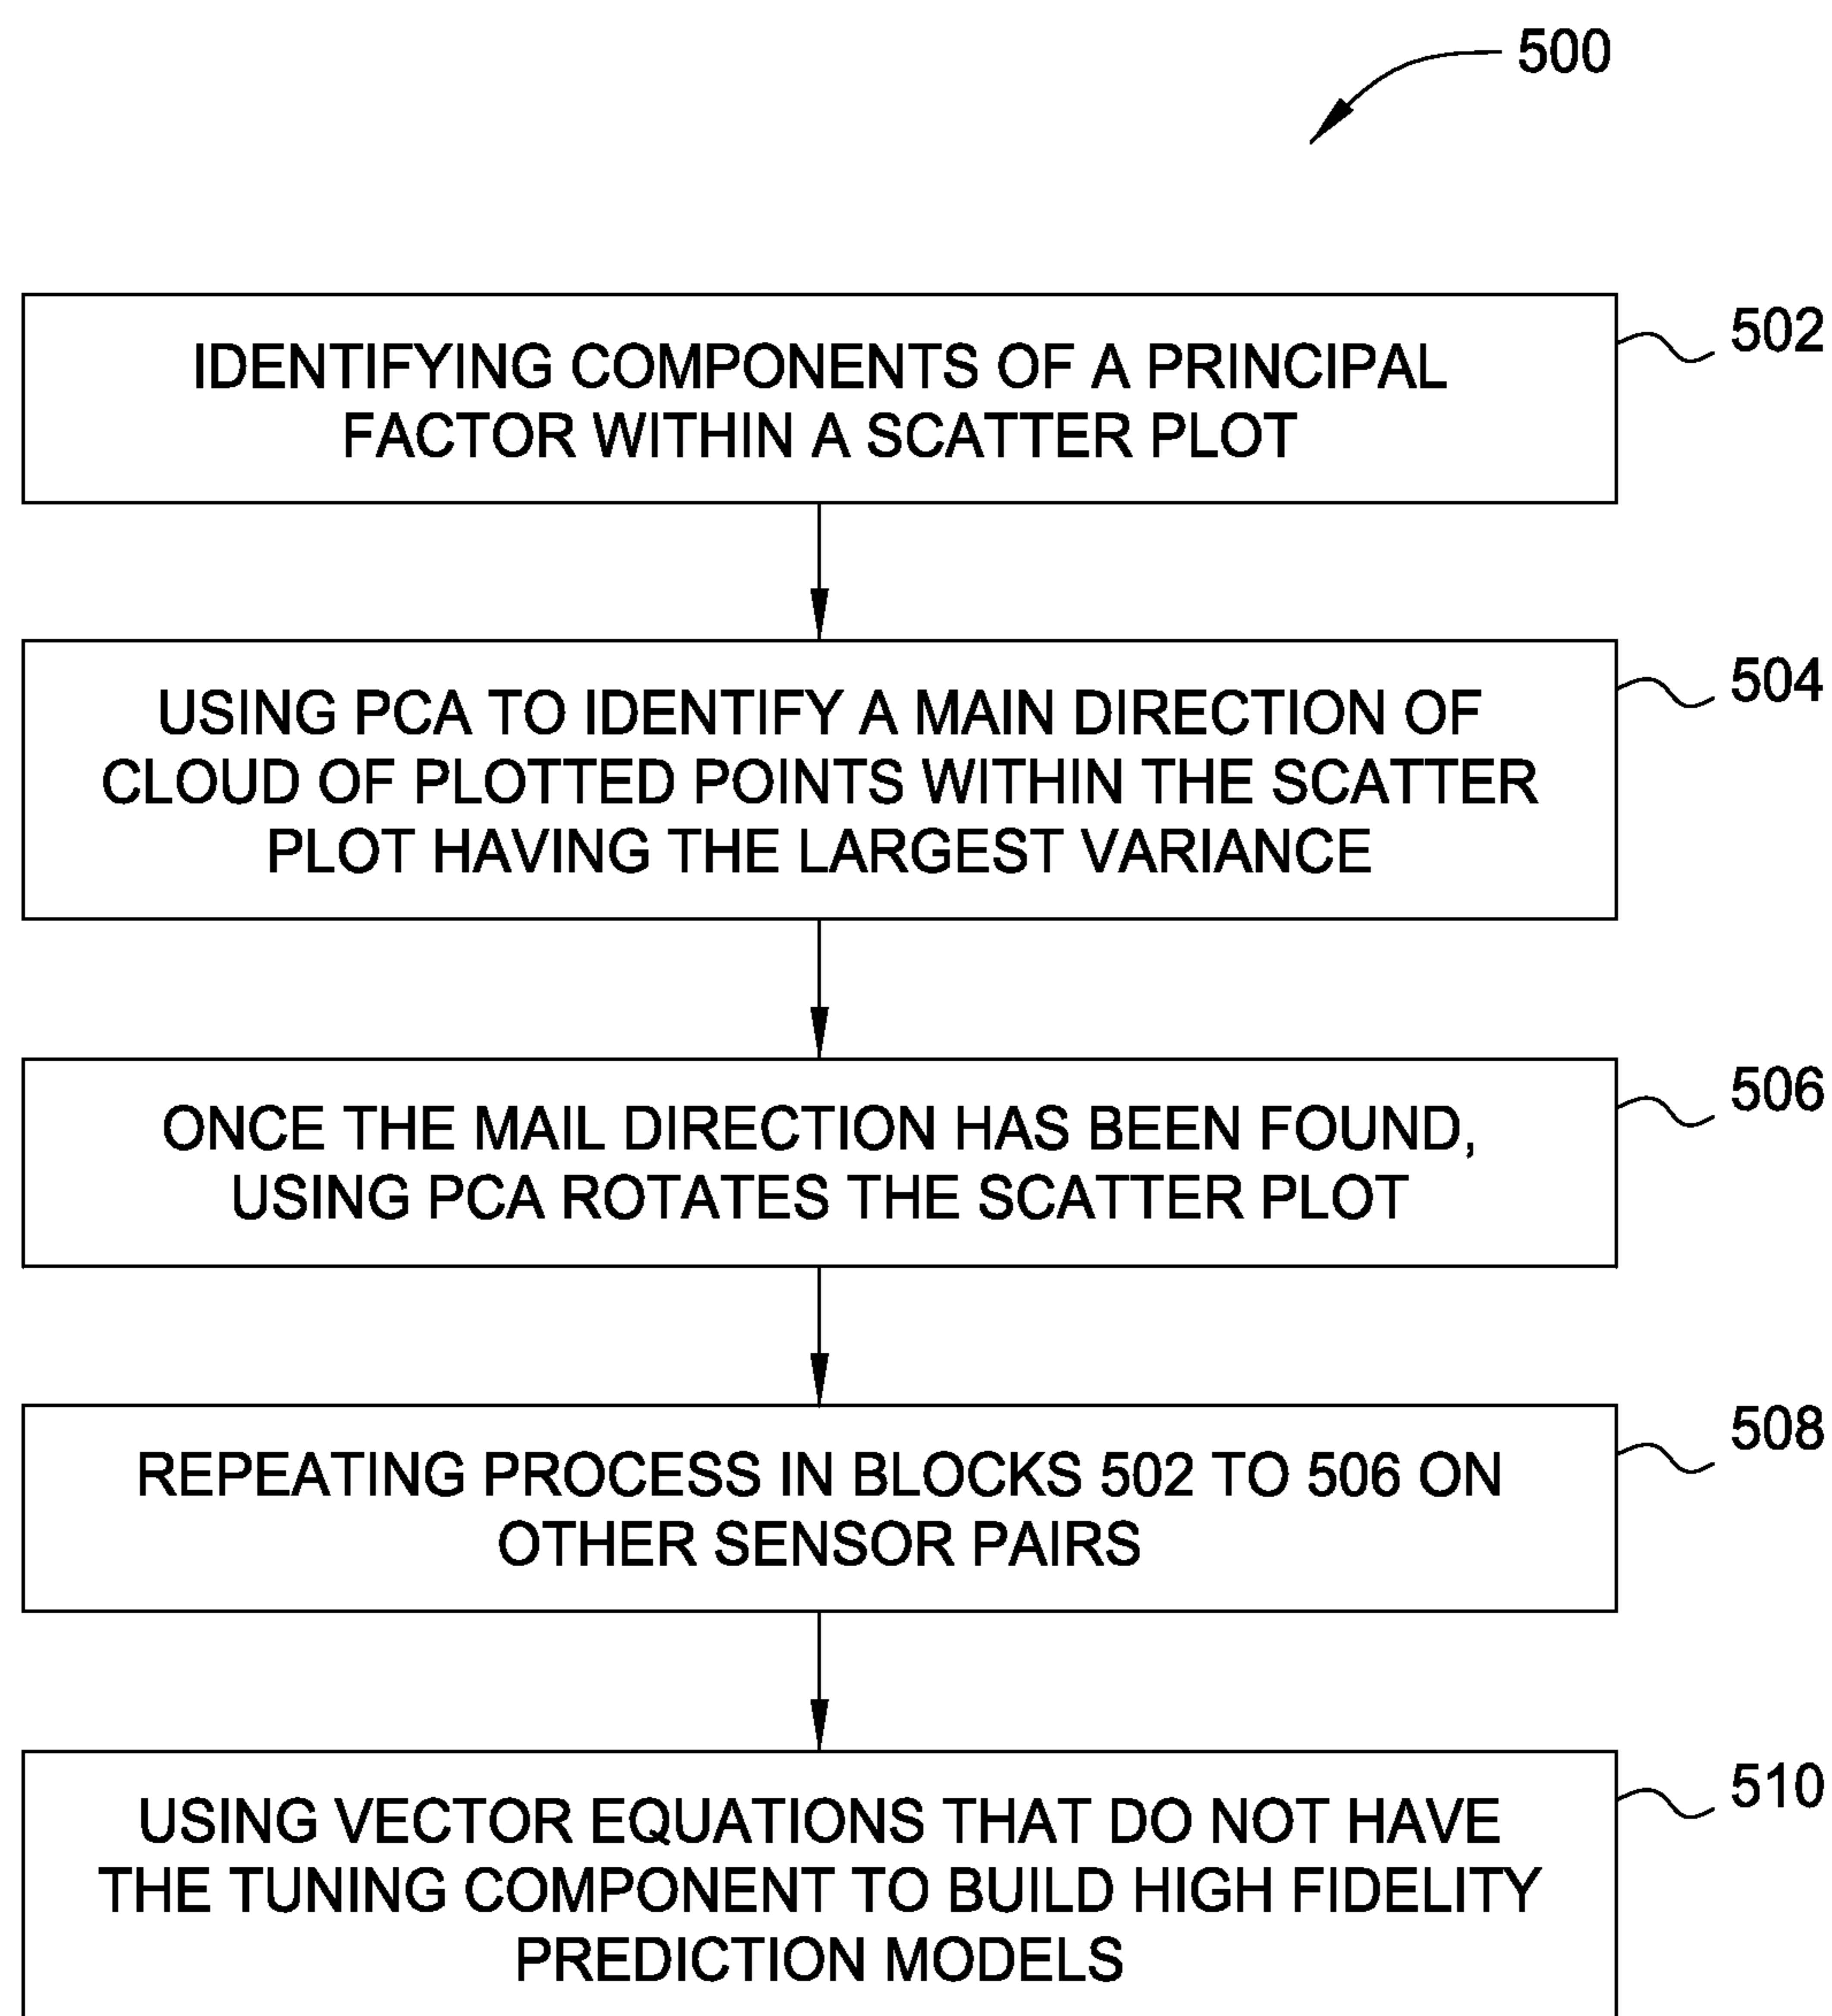 500
IDENTIFYING COMPONENTS OF A PRINCIPAL
FACTOR WITHIN A SCATTER PLOT
502
USING PCA TO IDENTIFY A MAIN DIRECTION OF
CLOUD OF PLOTTED POINTS WITHIN THE SCATTER
PLOT HAVING THE LARGEST VARIANCE
504
ONCE THE MAIL DIRECTION HAS BEEN FOUND,
USING PCA ROTATES THE SCATTER PLOT
506
REPEATING PROCESS IN BLOCKS 502 TO 506 ON
OTHER SENSOR PAIRS
508
USING VECTOR EQUATIONS THAT DO NOT HAVE
THE TUNING COMPONENT TO BUILD HIGH FIDELITY
PREDICTION MODELS
510